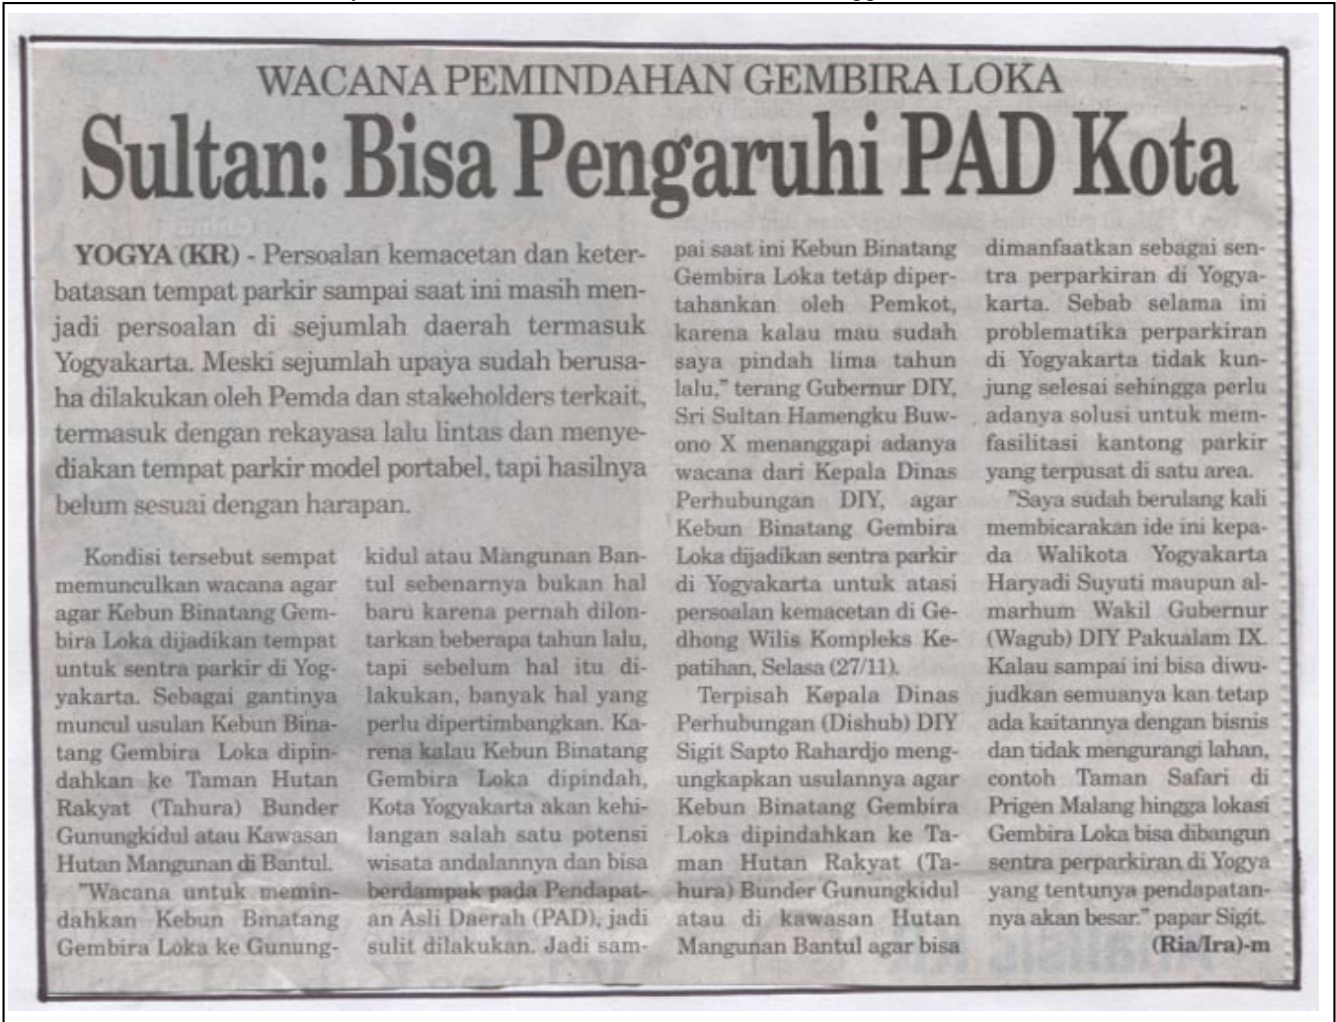 WACANA PEMINDAHAN GEMBIRA LOKA
Sultan: Bisa Pengaruhi PAD Kota
YOGYA (KR) - Persoalan kemacetan dan keter-
batasan tempat parkir sampai saat ini masih men-
jadi persoalan di sejumlah daerah termasuk
Yogyakarta. Meski sejumlah upaya sudah berusa-
ha dilakukan oleh Pemda dan stakeholders terkait,
termasuk dengan rekayasa lalu lintas dan menye-
diakan tempat parkir model portabel, tapi hasilnya
belum sesuai dengan harapan.
Kondisi tersebut sempat
memunculkan wacana agar
agar Kebun Binatang Gem-
bira Loka dijadikan tempat
untuk sentra parkir di Yog-
yakarta. Sebagai gantinya
muncul usulan Kebun Bina-
tang Gembira Loka dipin-
dahkan ke Taman Hutan
Rakyat (Tahura) Bunder
Gunungkidul atau Kawasan
Hutan Mangunan di Bantul.
"Wacana untuk memin-
dahkan Kebun Binatang
Gembira Loka ke Gunung-
kidul atau Mangunan Ban-
tul sebenarnya bukan hal
baru karena pernah dilon-
tarkan beberapa tahun lalu,
tapi sebelum hal itu di-
lakukan, banyak hal yang
perlu dipertimbangkan. Ka-
rena kalau Kebun Binatang
Gembira Loka dipindah,
Kota Yogyakarta akan kehi-
langan salah satu potensi
wisata andalannya dan bisa
berdampak pada Pendapat-
an Asli Daerah (PAD), jadi
sulit dilakukan. Jadi sam-
pai saat ini Kebun Binatang
Gembira Loka tetap diper-
tahankan oleh Pemkot,
karena kalau mau sudah
saya pindah lima tahun
lalu," terang Gubernur DIY,
Sri Sultan Hamengku Buw-
ono X menanggapi adanya
wacana dari Kepala Dinas
Perhubungan DIY, agar
Kebun Binatang Gembira
Loka dijadikan sentra parkir
di Yogyakarta untuk atasi
persoalan kemacetan di Ge-
dhong Wilis Kompleks Ke-
patihan, Selasa (27/11).
Terpisah Kepala Dinas
Perhubungan (Dishub) DIY
Sigit Sapto Rahardjo meng-
ungkapkan usulannya agar
Kebun Binatang Gembira
Loka dipindahkan ke Ta-
man Hutan Rakyat (Ta-
hura) Bunder Gunungkidul
atau di kawasan Hutan
Mangunan Bantul agar bisa
dimanfaatkan sebagai sen-
tra perparkiran di Yogya-
karta. Sebab selama ini
problematika perparkiran
di Yogyakarta tidak kun-
jung selesai sehingga perlu
adanya solusi untuk mem-
fasilitasi kantong parkir
yang terpusat di satu area.
"Saya sudah berulang kali
membicarakan ide ini kepa-
da Walikota Yogyakarta
Haryadi Suyuti maupun al-
marhum Wakil Gubernur
(Wagub) DIY Pakualam IX.
Kalau sampai ini bisa diwu-
judkan semuanya kan tetap
ada kaitannya dengan bisnis
dan tidak mengurangi lahan,
contoh Taman Safari di
Prigen Malang hingga lokasi
Gembira Loka bisa dibangun
sentra perparkiran di Yogya
yang tentunya pendapatan-
nya akan besar." papar Sigit.
(Ria/Ira)-m